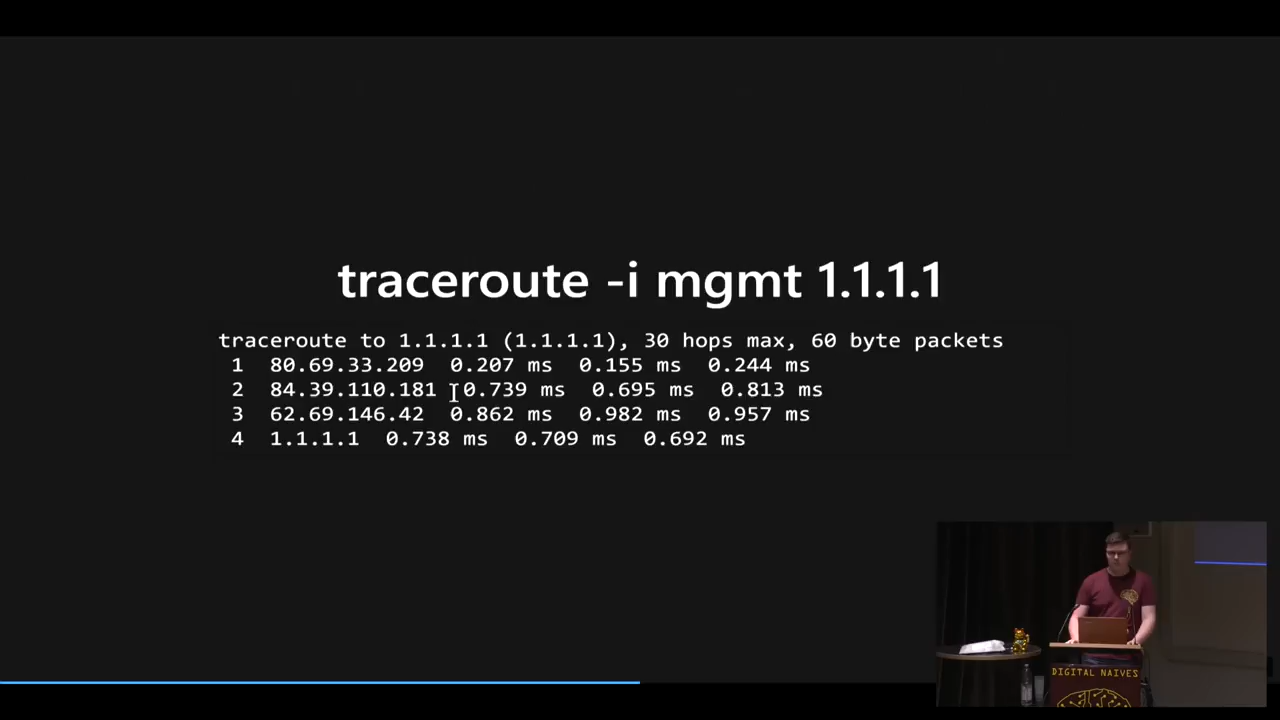 traceroute -i mgmt 1.1.1.1
traceroute to 1.1.1.1 (1.1.1.1), 30 hops max, 60 byte packets
1 80.69.33.209 0.207 ms 0.155 ms 0.244 ms
2 84.39.110.181 0.739 ms 0.695 ms 0.813 ms
3 62.69.146.42 0.862 ms 0.982 ms 0.957 ms
4 1.1.1.1 0.738 ms 0.709 ms 0.692 ms
DIGITAL NAIVES